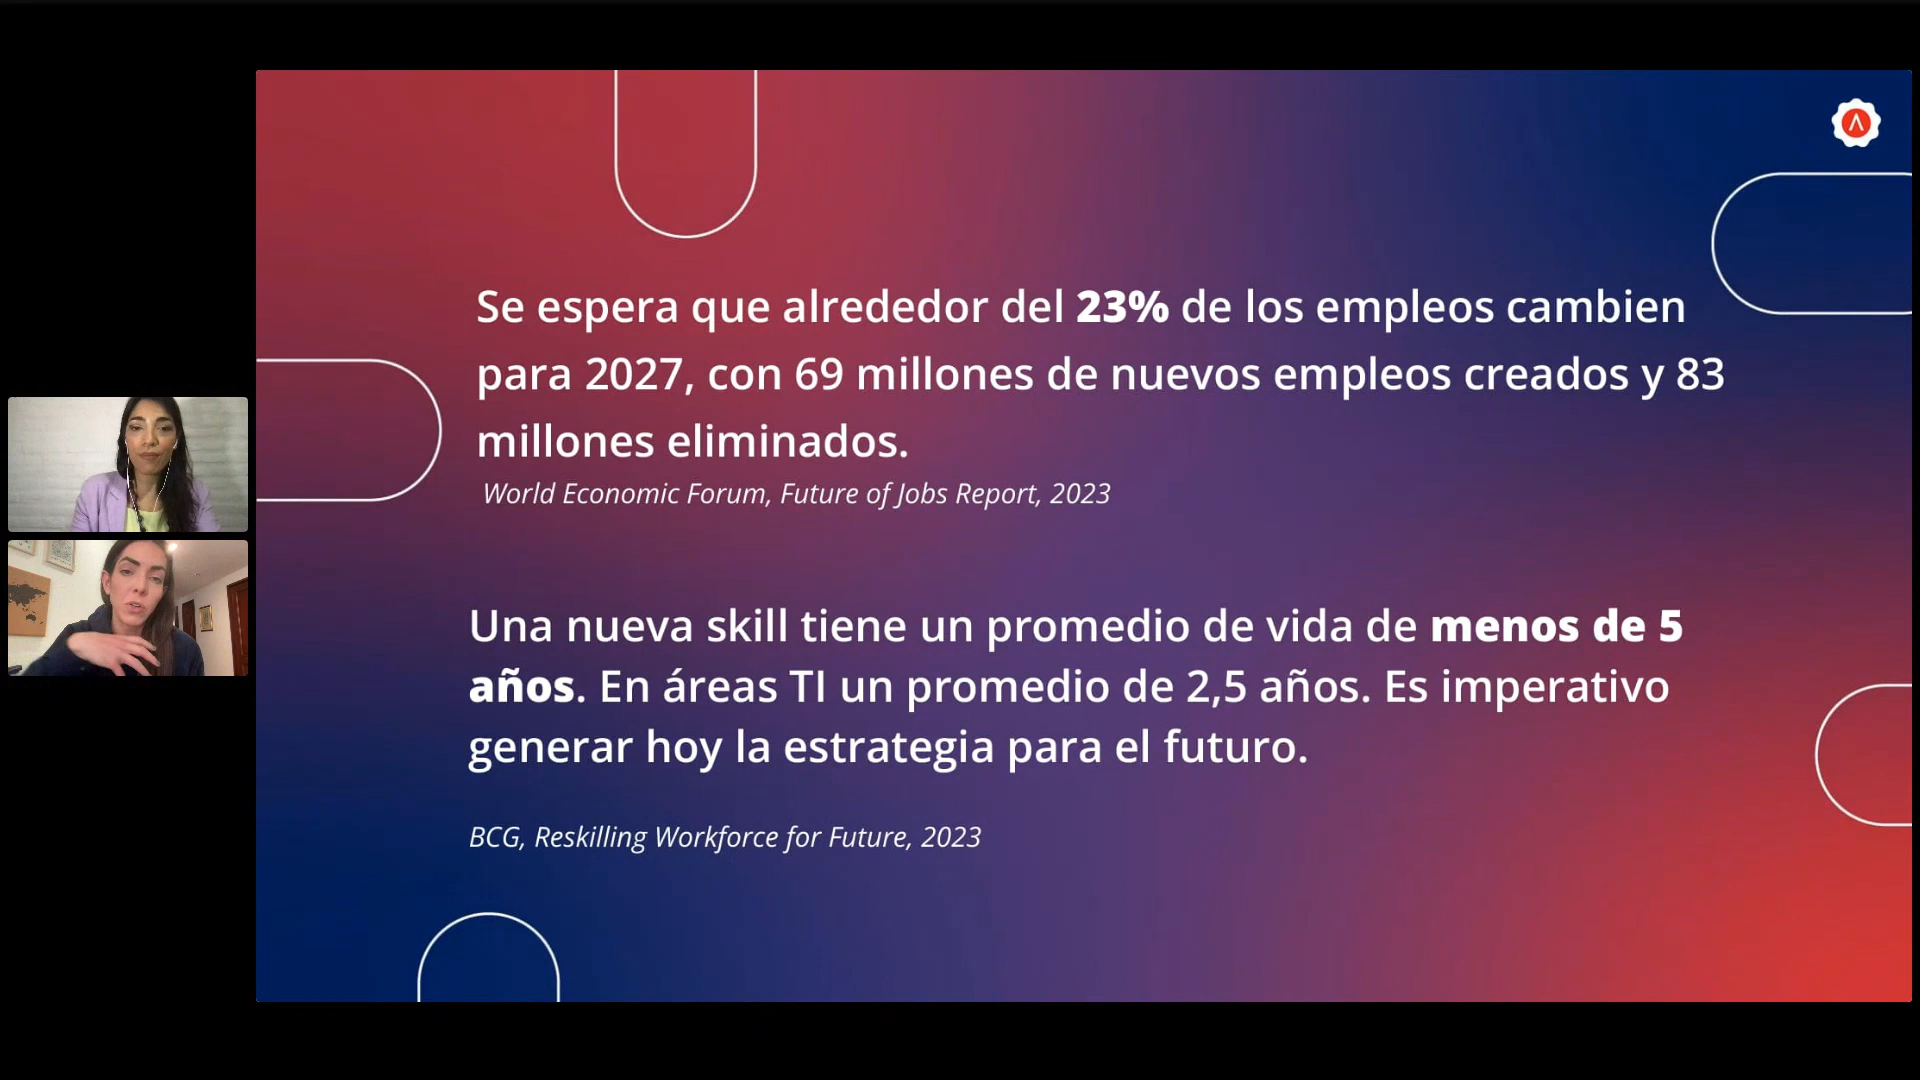 Se espera que alrededor del 23% de los empleos cambien
para 2027, con 69 millones de nuevos empleos creados y 83
millones eliminados.
World Economic Forum, Future of Jobs Report, 2023
Una nueva skill tiene un promedio de vida de menos de 5
años. En áreas TI un promedio de 2,5 años. Es imperativo
generar hoy la estrategia para el futuro.
BCG, Reskilling Workforce for Future, 2023